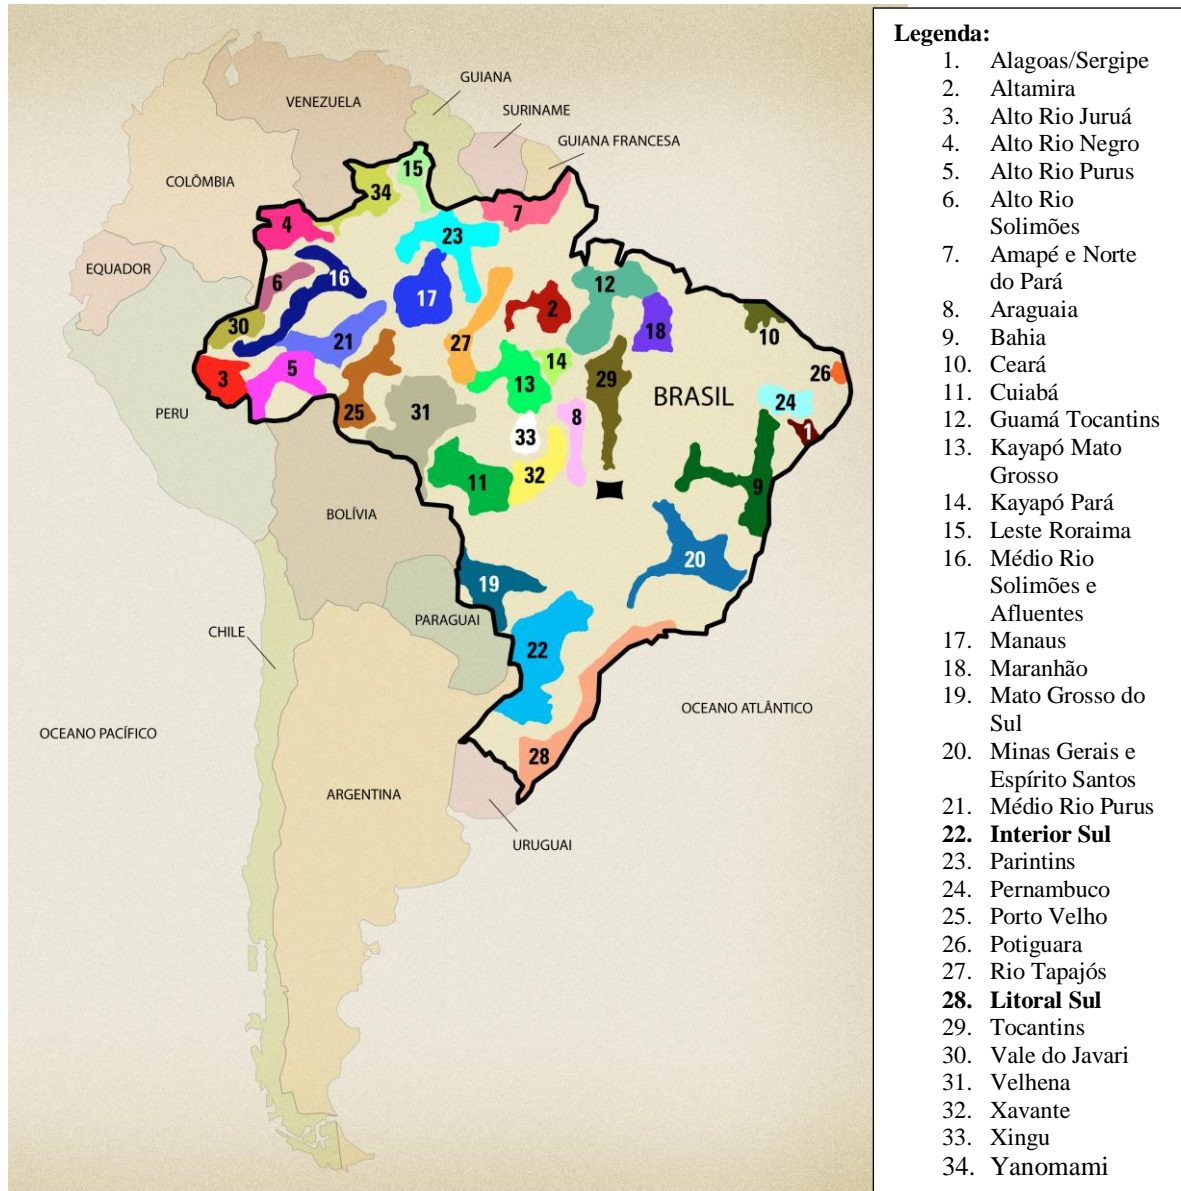 GUIANA
VENEZUELA
SURINAME
GUIANA FRANCESA
COLÔMBIA
EQUADOR
PERU
BRASIL
BOLÍVIA
PARAGUAI
CHILE
OCEANO PACÍFICO
OCEANO ATLÂNTICO
ARGENTINA
URUGUAI
15
34
4
7
23
6
16
17
12
2
18
10
30
21
27
3
5
14
13
29
26
24
25
31
8
1
33
32
11
9
20
19
22
28
Legenda:
1. Alagoas/Sergipe
2. Altamira
3. Alto Rio Juruá
4. Alto Rio Negro
5. Alto Rio Purus
6. Alto Rio
Solimões
7. Amapé e Norte
do Pará
8. Araguaia
9. Bahia
10. Ceará
11. Cuiabá
12. Guamá Tocantins
13. Kayapó Mato
Grosso
14. Kayapó Pará
15. Leste Roraima
16. Médio Rio
Solimões e
Afluentes
17. Manaus
18. Maranhão
19. Mato Grosso do
Sul
20. Minas Gerais e
Espírito Santos
21. Médio Rio Purus
22. Interior Sul
23. Parintins
24. Pernambuco
25. Porto Velho
26. Potiguara
27. Rio Tapajós
28. Litoral Sul
29. Tocantins
30. Vale do Javari
31. Velhena
32. Xavante
33. Xingu
34. Yanomami